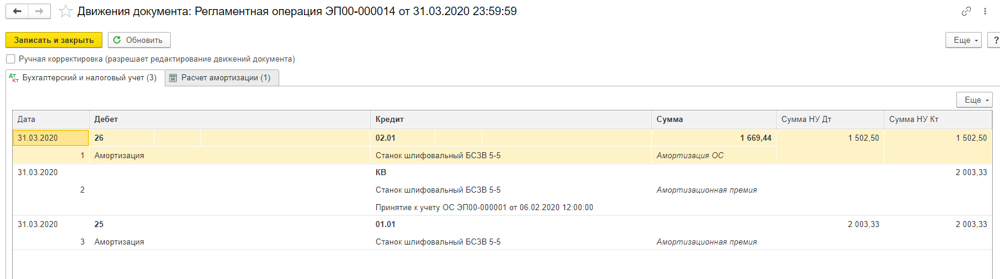 Движения документа: Регламентная операция ЭП00-000014 от 31.03.2020 23:59:59
Записать и закрыть Обновить Еще ?
Ручная корректировка (разрешает редактирование движений документа)
Дт Кт Бухгалтерский и налоговый учет (3) Расчет амортизации (1)
Еще
Дата Дебет Кредит Сумма Сумма НУ Дт Сумма НУ Кт
31.03.2020 26 02.01 1 669,44 1 502,50 1 502,50
1 Амортизация Станок шлифовальный БСЗВ 5-5 Амортизация ОС
31.03.2020 КВ 2 003,33
2 Станок шлифовальный БСЗВ 5-5 Амортизационная премия
Принятие к учету ОС ЭП00-000001 от 06.02.2020 12:00:00
31.03.2020 25 01.01 2 003,33 2 003,33
3 Амортизация Станок шлифовальный БСЗВ 5-5 Амортизационная премия